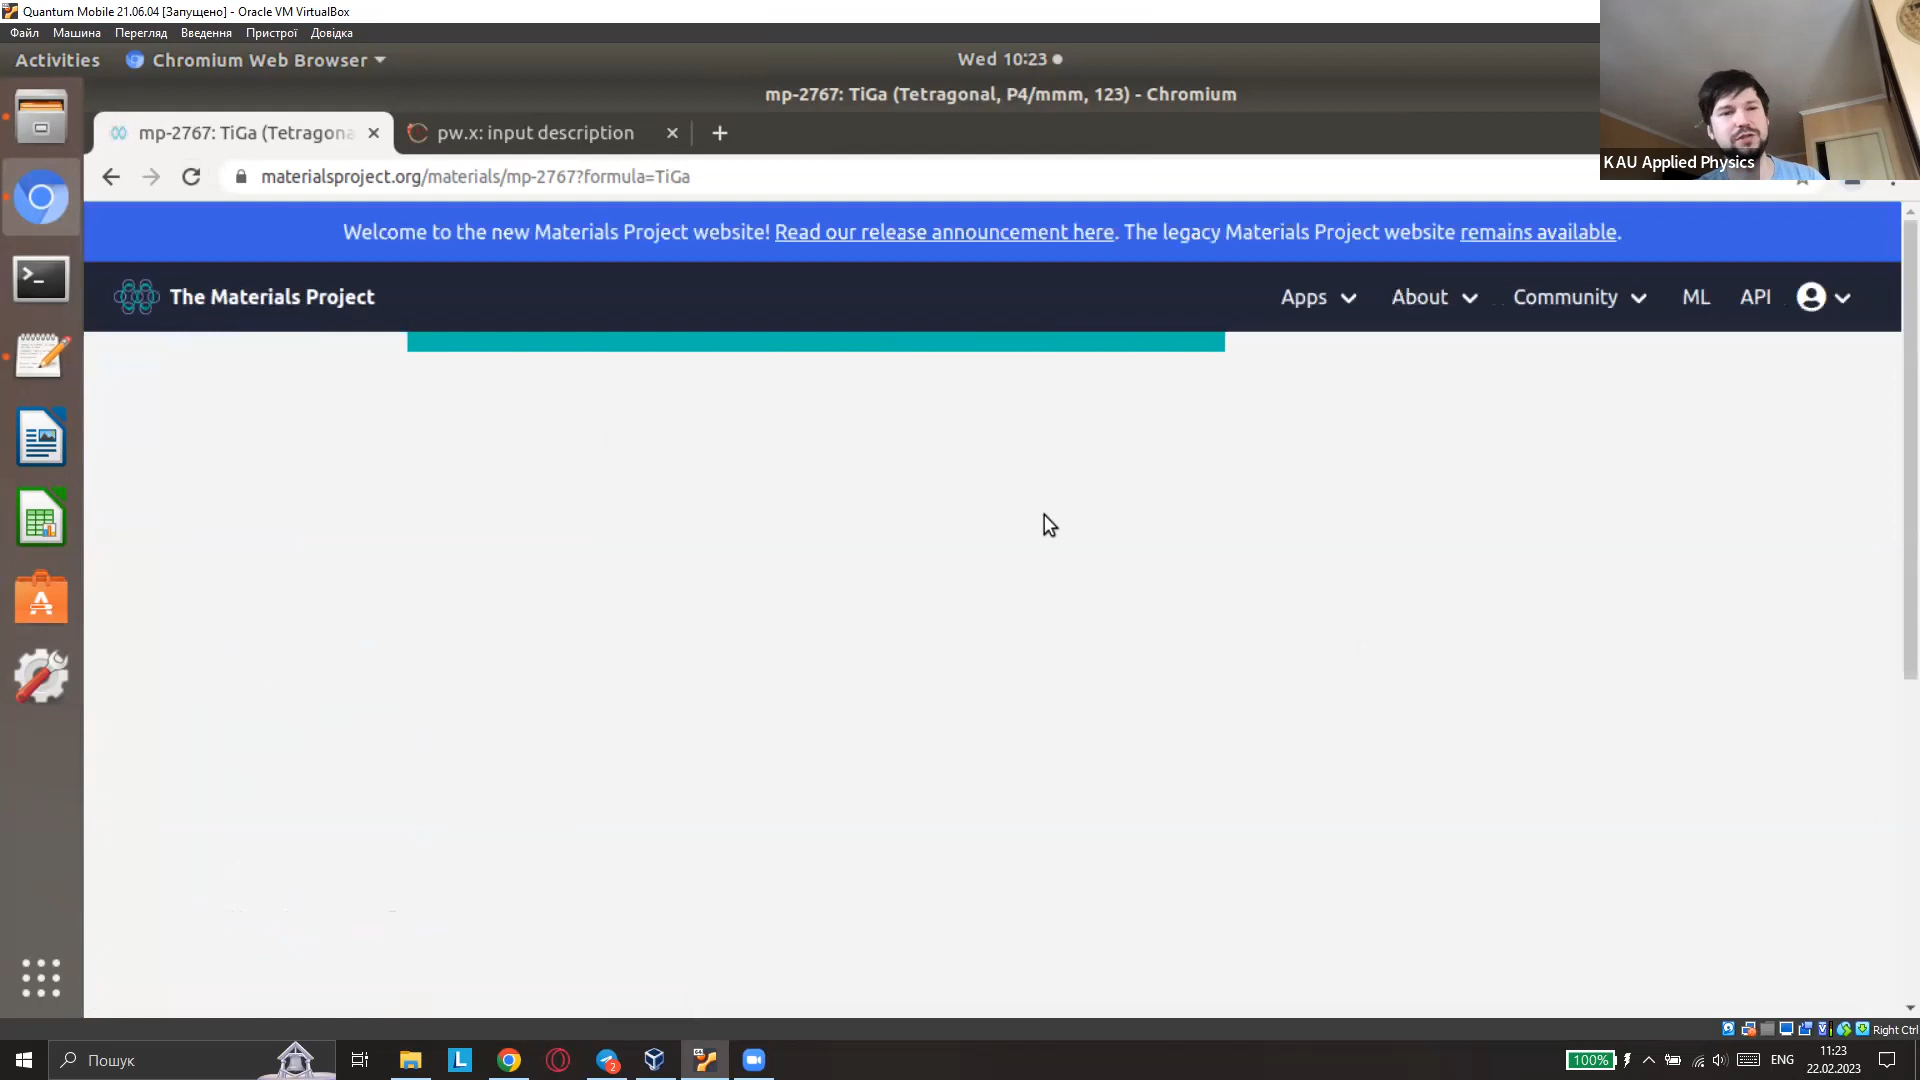 Quantum Mobile 21.06.04 [Запущено] - Oracle VM VirtualBox
Файл Машина Перегляд Введення Пристрої Довідка
Activities Chromium Web Browser Wed 10:23
mp-2767: TiGa (Tetragonal, P4/mmm, 123) - Chromium
mp-2767: TiGa (Tetragona pw.x: input description
KAU Applied Physics
materialsproject.org/materials/mp-2767?formula=TiGa
Welcome to the new Materials Project website! Read our release announcement here. The legacy Materials Project website remains available.
The Materials Project Apps About Community ML API
Right Ctrl
Пошук 2 100% ENG 11:23
22.02.2023